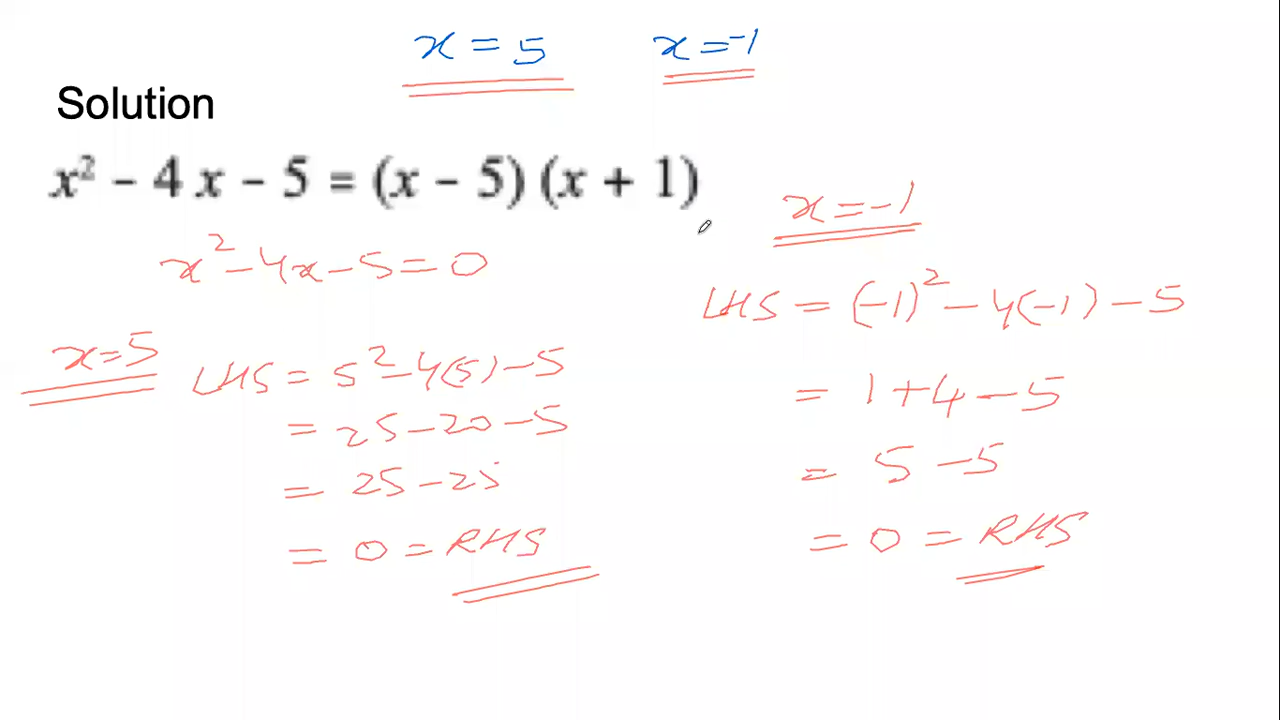 x = 5 x = -1
Solution
x² – 4 x – 5 = (x – 5) (x + 1)
x² - 4x - 5 = 0
x = 5
LHS = 5² - 4(5) - 5
= 25 - 20 - 5
= 25 - 25
= 0 = RHS
x = -1
LHS = (-1)² - 4(-1) - 5
= 1 + 4 - 5
= 5 - 5
= 0 = RHS